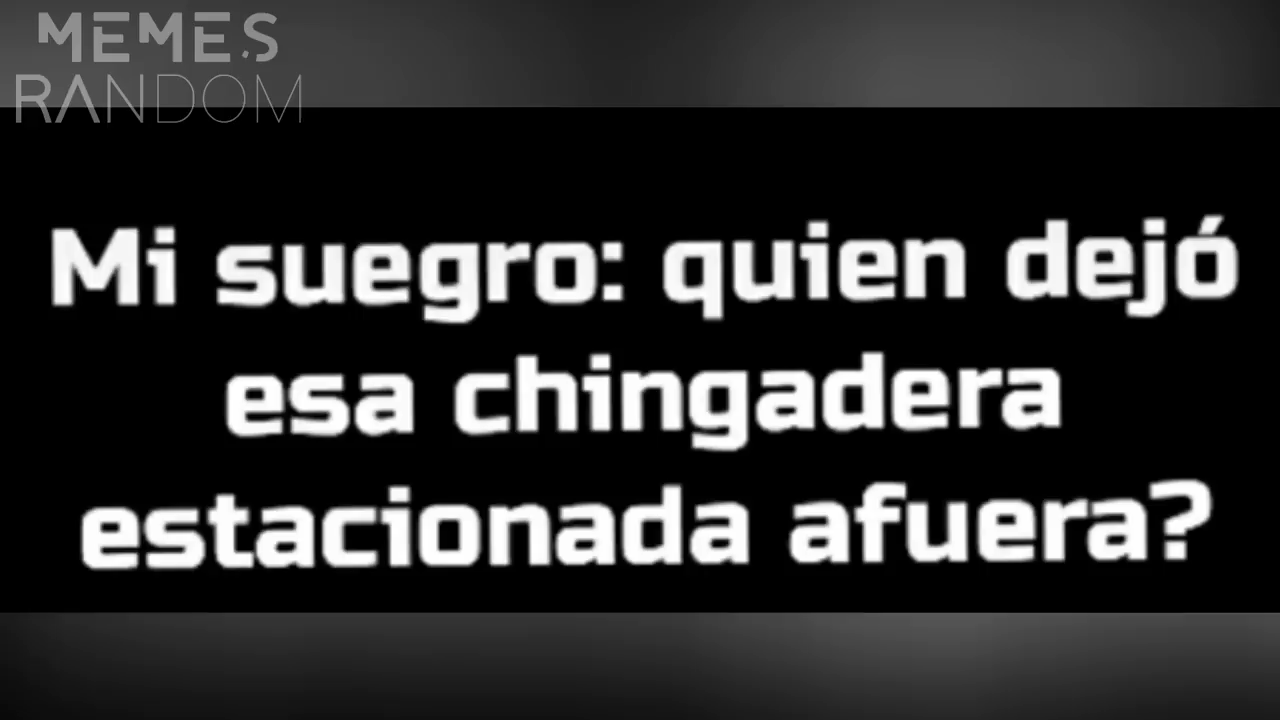 MEMES
RANDOM
Mi suegro: quien dejó
esa chingadera
estacionada afuera?